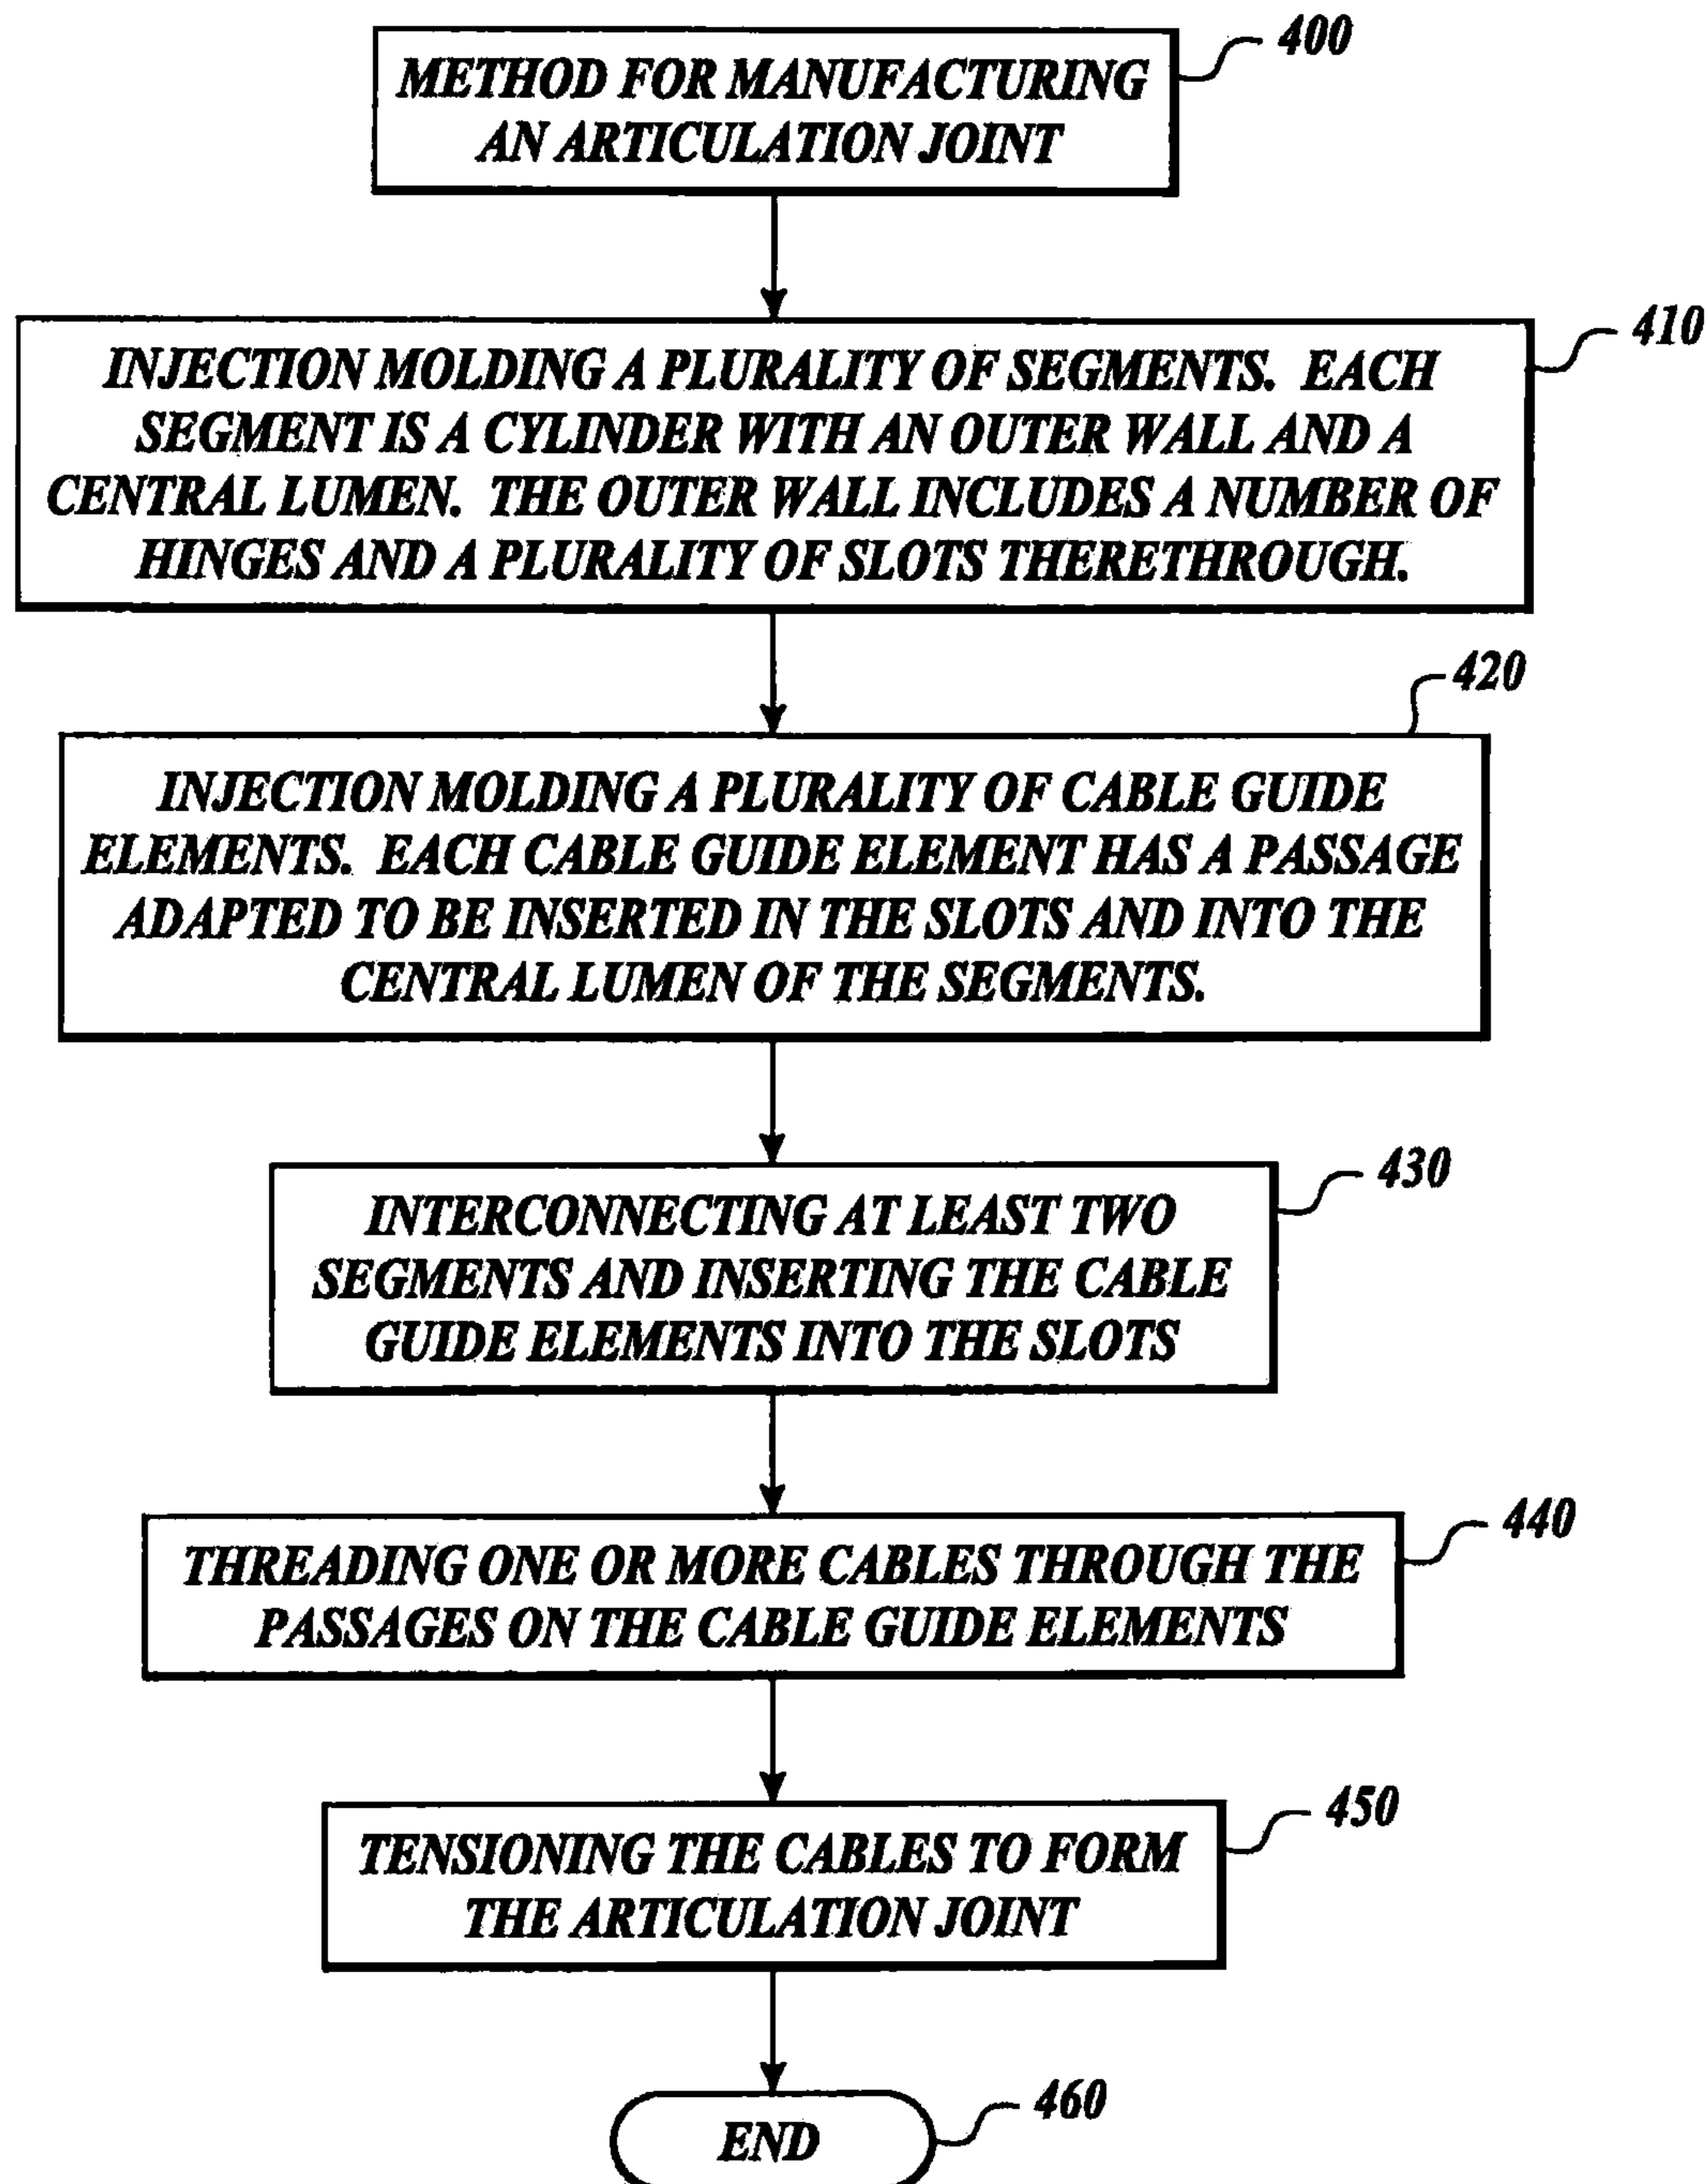 400
METHOD FOR MANUFACTURING
AN ARTICULATION JOINT
410
INJECTION MOLDING A PLURALITY OF SEGMENTS. EACH
SEGMENT IS A CYLINDER WITH AN OUTER WALL AND A
CENTRAL LUMEN. THE OUTER WALL INCLUDES A NUMBER OF
HINGES AND A PLURALITY OF SLOTS THERETHROUGH.
420
INJECTION MOLDING A PLURALITY OF CABLE GUIDE
ELEMENTS. EACH CABLE GUIDE ELEMENT HAS A PASSAGE
ADAPTED TO BE INSERTED IN THE SLOTS AND INTO THE
CENTRAL LUMEN OF THE SEGMENTS.
430
INTERCONNECTING AT LEAST TWO
SEGMENTS AND INSERTING THE CABLE
GUIDE ELEMENTS INTO THE SLOTS
440
THREADING ONE OR MORE CABLES THROUGH THE
PASSAGES ON THE CABLE GUIDE ELEMENTS
450
TENSIONING THE CABLES TO FORM
THE ARTICULATION JOINT
460
END